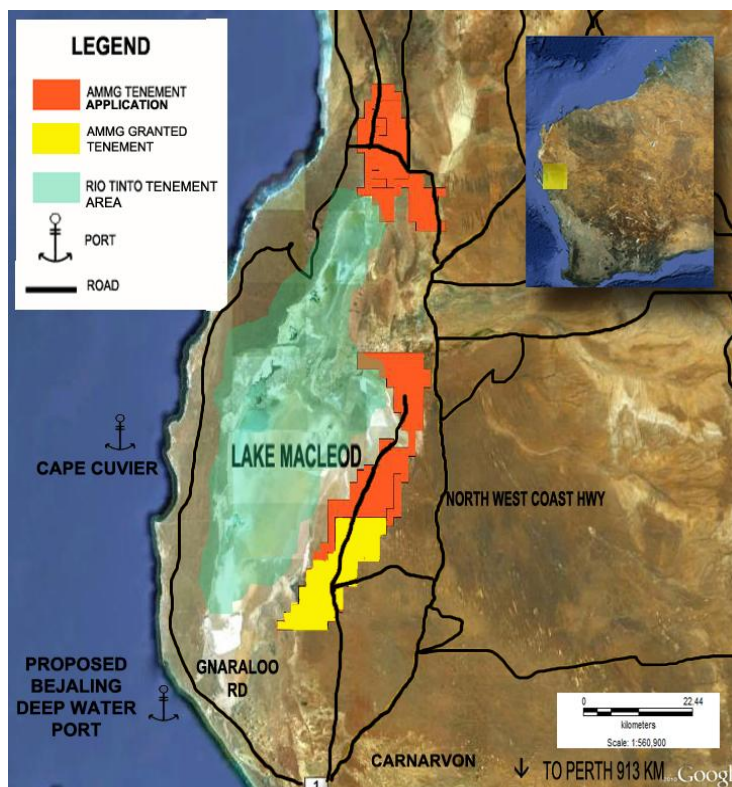 LEGEND
AMMG TENEMENT
APPLICATION
AMMG GRANTED
TENEMENT
RIO TINTO TENEMENT
AREA
PORT
ROAD
LAKE MACLEOD
CAPE CUVIER
NORTH WEST COAST HWY
PROPOSED
BEJALING
DEEP WATER
PORT
GNARALOO
RD
0 22.44
kilometers
Scale: 1:560,900
CARNARVON
TO PERTH 913 KM
Google
1